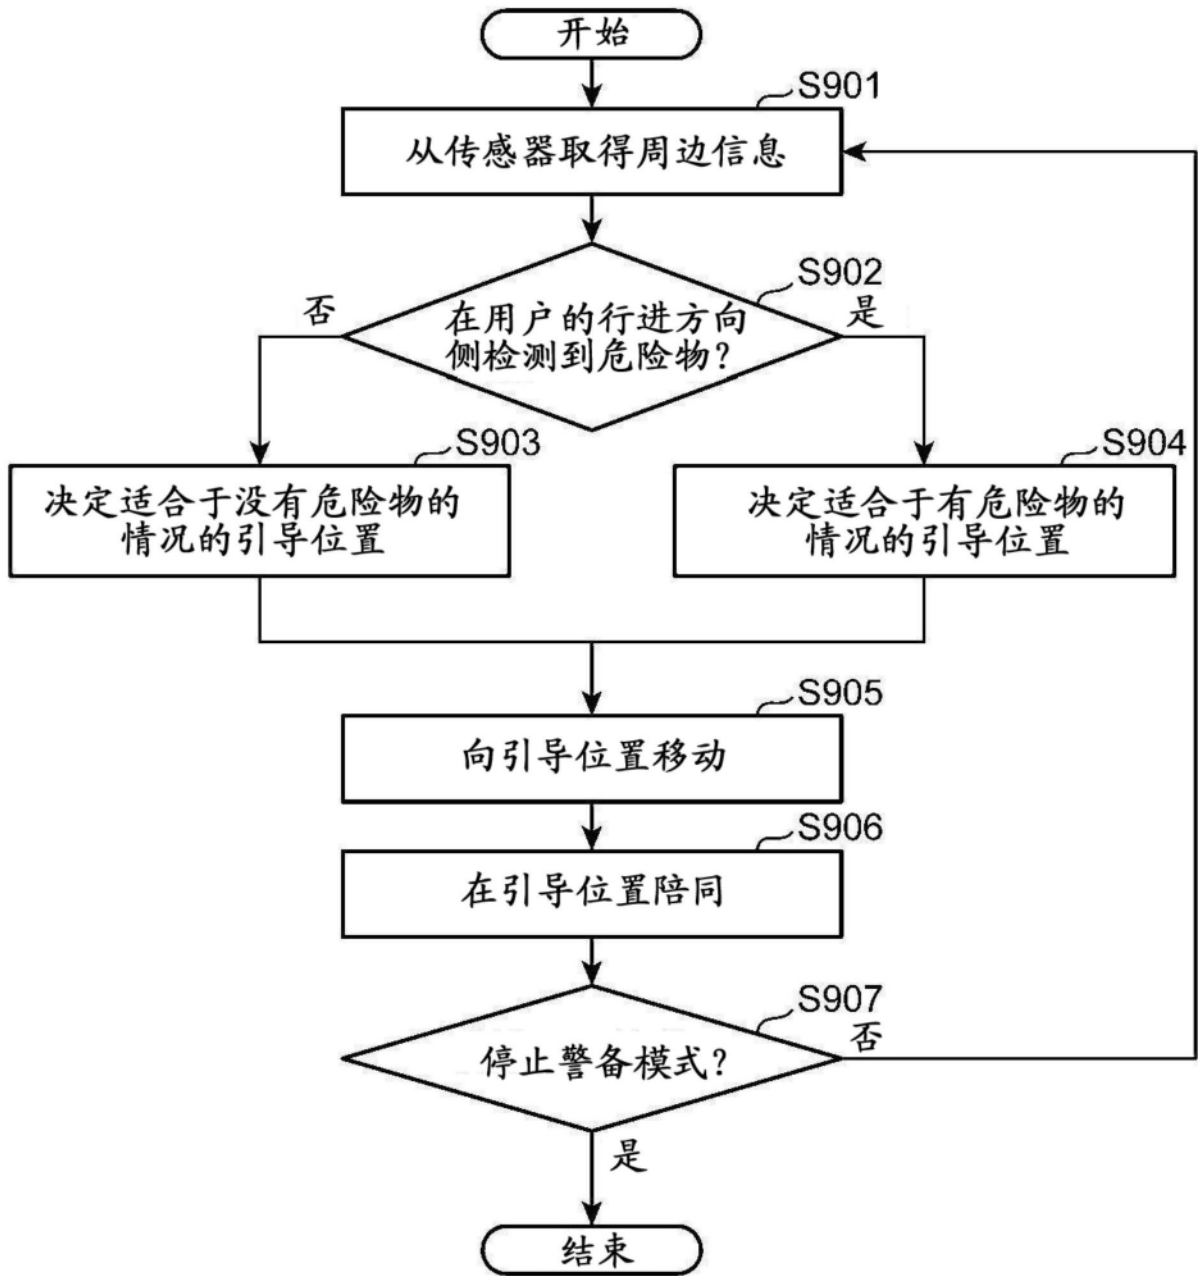 开始
S901
从传感器取得周边信息
S902
否
是
在用户的行进方向
侧检测到危险物？
S903
S904
决定适合于没有危险物的
情况的引导位置
决定适合于有危险物的
情况的引导位置
S905
向引导位置移动
S906
在引导位置陪同
S907
否
停止警备模式？
是
结束